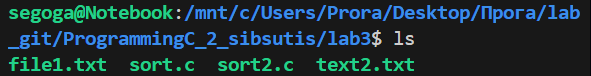 segoga@Notebook:/mnt/c/Users/Prora/Desktop/Прога/lab
_git/ProgrammingC_2_sibsutis/lab3$ ls
file1.txt  sort.c  sort2.c  text2.txt